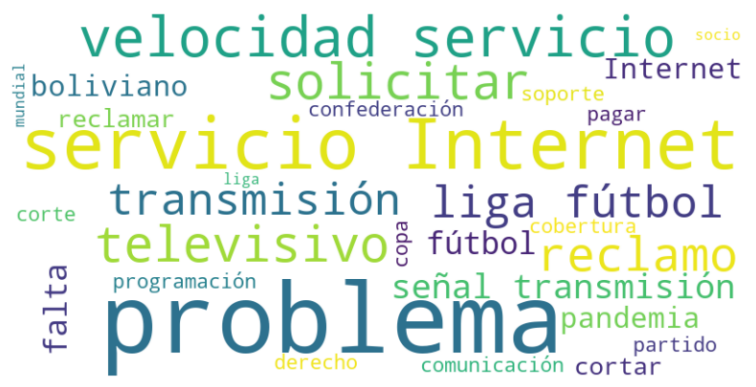 velocidad servicio
socio
mundial
boliviano
solicitar
Internet
soporte
confederación
pagar
reclamar
servicio Internet
liga
transmisión
liga fútbol
corte
copa
cobertura
televisivo
fútbol
reclamo
falta
programación
señal transmisión
problema
pandemia
partido
derecho
comunicación
cortar